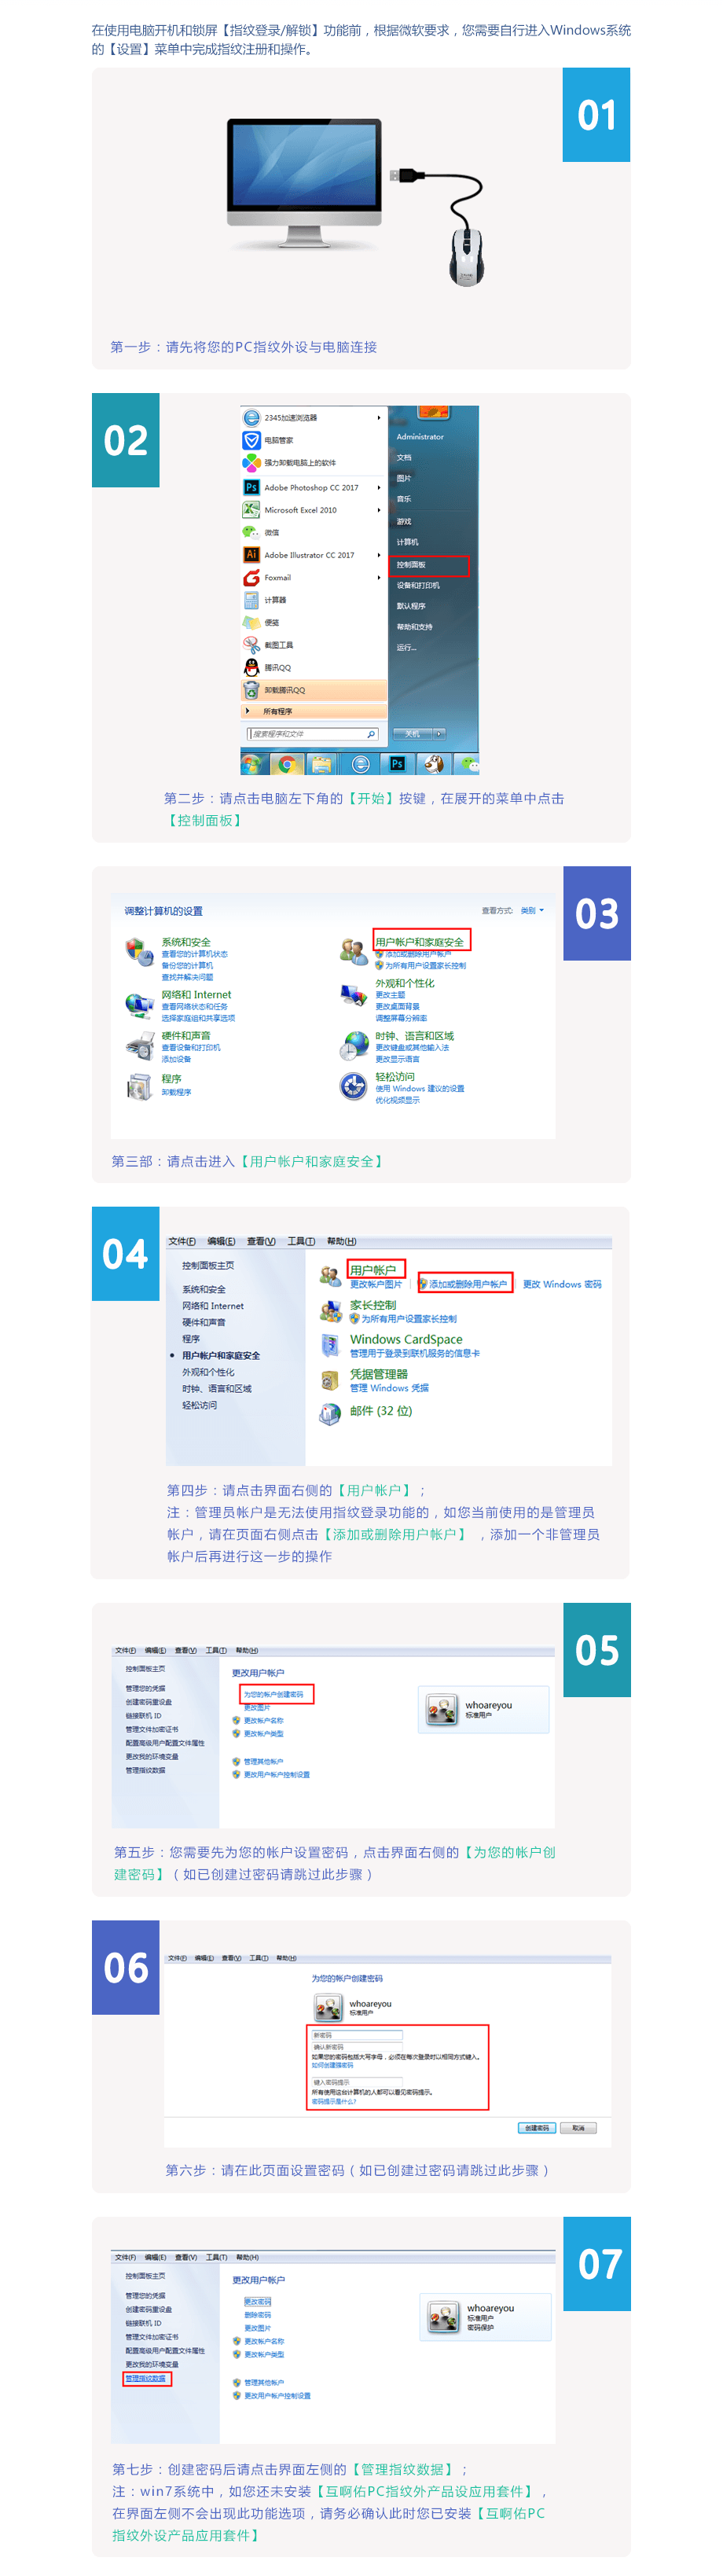 在使用电脑开机和锁屏【指纹登录/解锁】功能前，根据微软要求，您需要自行进入Windows系统
的【设置】菜单中完成指纹注册和操作。
01
第一步：请先将您的PC指纹外设与电脑连接
02
2345加速浏览器
电脑管家
强力卸载电脑上的软件
Adobe Photoshop CC 2017
Microsoft Excel 2010
微信
Adobe Illustrator CC 2017
Foxmail
计算器
便笺
截图工具
腾讯QQ
卸载腾讯QQ
所有程序
搜索程序和文件
Administrator
文档
图片
音乐
游戏
计算机
控制面板
设备和打印机
默认程序
帮助和支持
运行...
关机
第二步：请点击电脑左下角的【开始】按键，在展开的菜单中点击
【控制面板】
03
调整计算机的设置
查看方式: 类别
系统和安全
查看您的计算机状态
备份您的计算机
查找并解决问题
网络和 Internet
查看网络状态和任务
选择家庭组和共享选项
硬件和声音
查看设备和打印机
添加设备
程序
卸载程序
用户帐户和家庭安全
添加或删除用户帐户
为所有用户设置家长控制
外观和个性化
更改主题
更改桌面背景
调整屏幕分辨率
时钟、语言和区域
更改键盘或其他输入法
更改显示语言
轻松访问
使用 Windows 建议的设置
优化视频显示
第三部：请点击进入【用户帐户和家庭安全】
04
文件(F) 编辑(E) 查看(V) 工具(T) 帮助(H)
控制面板主页
系统和安全
网络和 Internet
硬件和声音
程序
用户帐户和家庭安全
外观和个性化
时钟、语言和区域
轻松访问
用户帐户
更改帐户图片 添加或删除用户帐户 更改 Windows 密码
家长控制
为所有用户设置家长控制
Windows CardSpace
管理用于登录到联机服务的信息卡
凭据管理器
管理 Windows 凭据
邮件 (32 位)
第四步：请点击界面右侧的【用户帐户】；
注：管理员帐户是无法使用指纹登录功能的，如您当前使用的是管理员
帐户，请在页面右侧点击【添加或删除用户帐户】，添加一个非管理员
帐户后再进行这一步的操作
05
文件(F) 编辑(E) 查看(V) 工具(T) 帮助(H)
控制面板主页
管理您的凭据
创建密码重设盘
链接联机 ID
管理文件加密证书
配置高级用户配置文件属性
更改我的环境变量
管理指纹数据
更改用户帐户
为您的帐户创建密码
更改图片
更改帐户名称
更改帐户类型
管理其他帐户
更改用户帐户控制设置
whoareyou
标准用户
第五步：您需要先为您的帐户设置密码，点击界面右侧的【为您的帐户创
建密码】（如已创建过密码请跳过此步骤）
06
文件(F) 编辑(E) 查看(V) 工具(T) 帮助(H)
为您的帐户创建密码
whoareyou
标准用户
新密码
确认新密码
如果您的密码包括大写字母，必须在每次登录时以相同方式键入。
如何创建强密码
键入密码提示
所有使用这台计算机的人都可以看见密码提示。
密码提示是什么?
创建密码 取消
第六步：请在此页面设置密码（如已创建过密码请跳过此步骤）
07
文件(F) 编辑(E) 查看(V) 工具(T) 帮助(H)
控制面板主页
管理您的凭据
创建密码重设盘
链接联机 ID
管理文件加密证书
配置高级用户配置文件属性
更改我的环境变量
管理指纹数据
更改用户帐户
更改密码
删除密码
更改图片
更改帐户名称
更改帐户类型
管理其他帐户
更改用户帐户控制设置
whoareyou
标准用户
密码保护
第七步：创建密码后请点击界面左侧的【管理指纹数据】；
注：win7系统中，如您还未安装【互啊佑PC指纹外产品设应用套件】，
在界面左侧不会出现此功能选项，请务必确认此时您已安装【互啊佑PC
指纹外设产品应用套件】